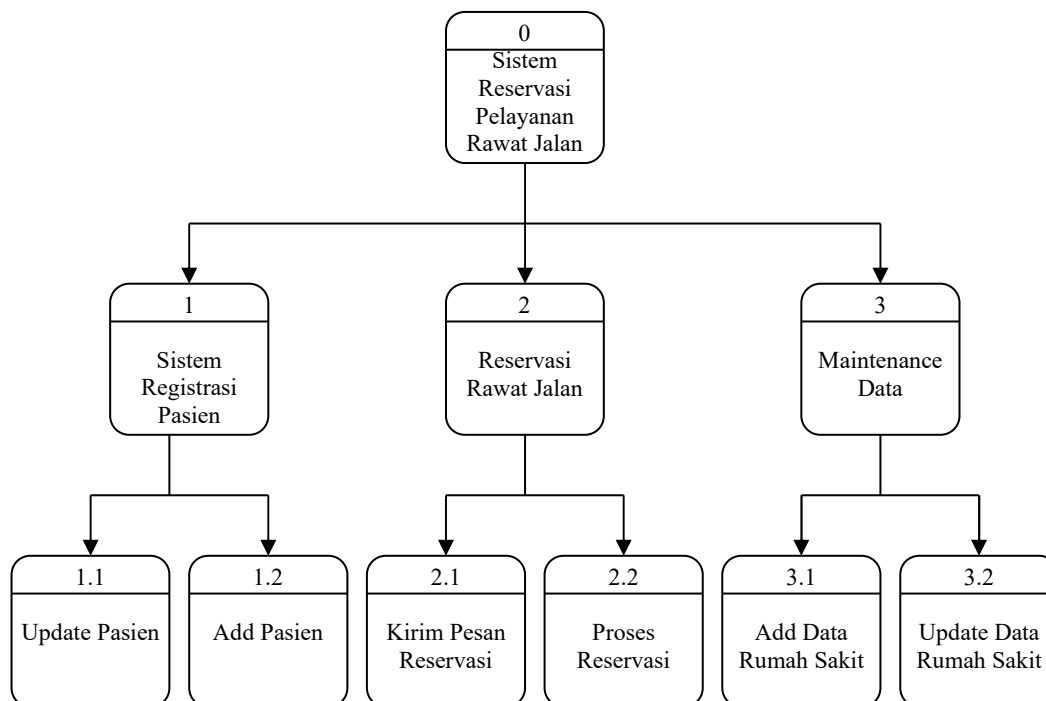 0
Sistem
Reservasi
Pelayanan
Rawat Jalan
1
Sistem
Registrasi
Pasien
2
Reservasi
Rawat Jalan
3
Maintenance
Data
1.1
Update Pasien
1.2
Add Pasien
2.1
Kirim Pesan
Reservasi
2.2
Proses
Reservasi
3.1
Add Data
Rumah Sakit
3.2
Update Data
Rumah Sakit